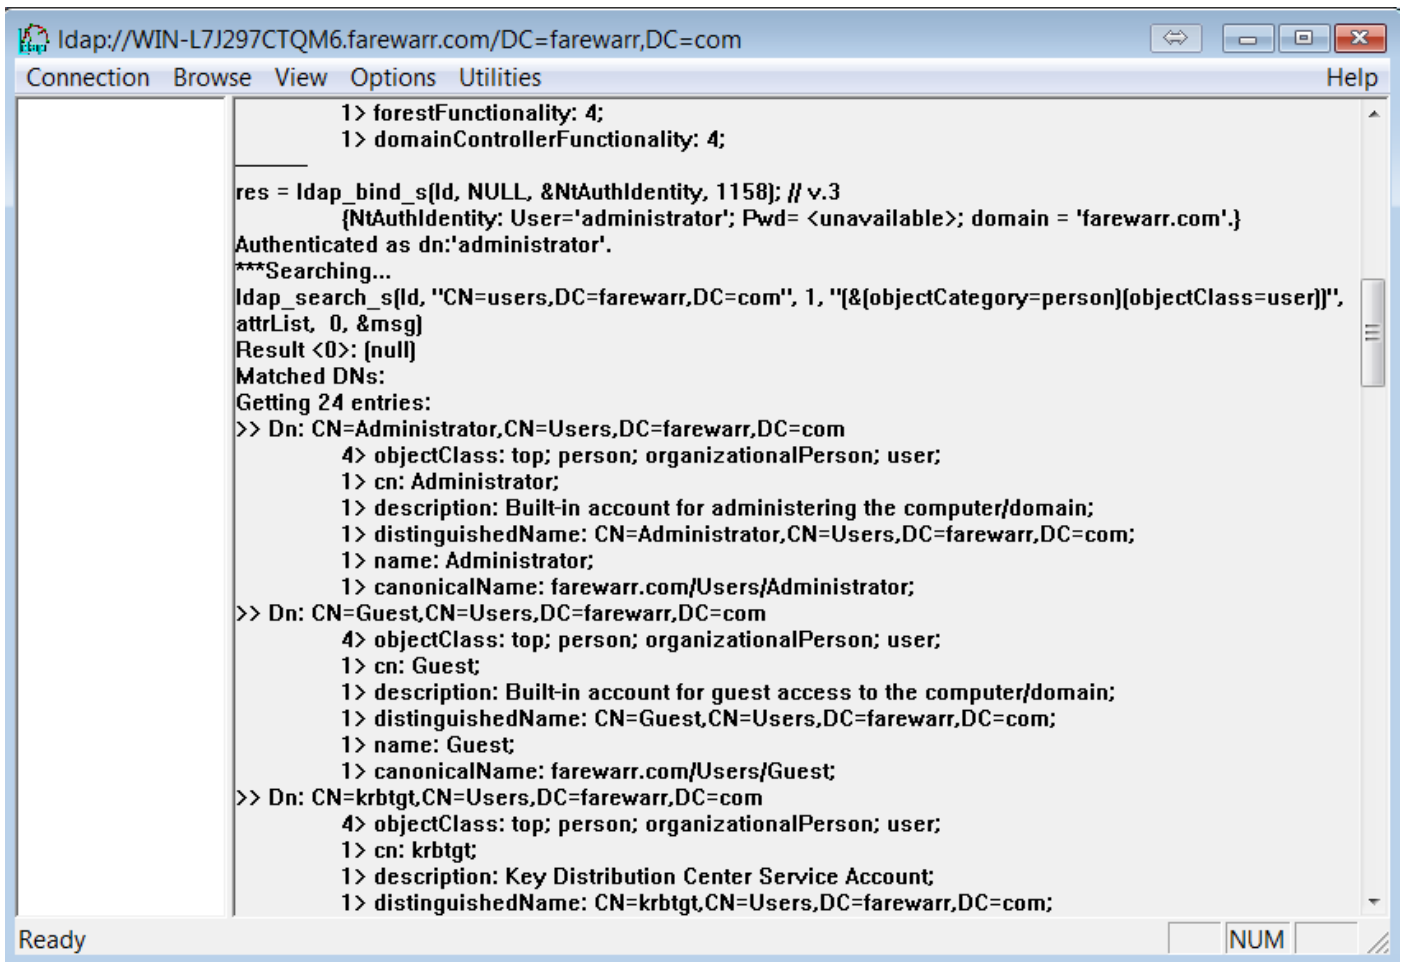 ldap://WIN-L7J297CTQM6.farewarr.com/DC=farewarr,DC=com
Connection Browse View Options Utilities Help
1> forestFunctionality: 4;
1> domainControllerFunctionality: 4;
res = ldap_bind_s(ld, NULL, &NtAuthIdentity, 1158); // v.3
{NtAuthIdentity: User='administrator'; Pwd= <unavailable>; domain = 'farewarr.com'.}
Authenticated as dn:'administrator'.
***Searching...
ldap_search_s(ld, "CN=users,DC=farewarr,DC=com", 1, "(&(objectCategory=person)(objectClass=user))",
attrList,  0, &msg)
Result <0>: (null)
Matched DNs:
Getting 24 entries:
>> Dn: CN=Administrator,CN=Users,DC=farewarr,DC=com
4> objectClass: top; person; organizationalPerson; user;
1> cn: Administrator;
1> description: Built-in account for administering the computer/domain;
1> distinguishedName: CN=Administrator,CN=Users,DC=farewarr,DC=com;
1> name: Administrator;
1> canonicalName: farewarr.com/Users/Administrator;
>> Dn: CN=Guest,CN=Users,DC=farewarr,DC=com
4> objectClass: top; person; organizationalPerson; user;
1> cn: Guest;
1> description: Built-in account for guest access to the computer/domain;
1> distinguishedName: CN=Guest,CN=Users,DC=farewarr,DC=com;
1> name: Guest;
1> canonicalName: farewarr.com/Users/Guest;
>> Dn: CN=krbtgt,CN=Users,DC=farewarr,DC=com
4> objectClass: top; person; organizationalPerson; user;
1> cn: krbtgt;
1> description: Key Distribution Center Service Account;
1> distinguishedName: CN=krbtgt,CN=Users,DC=farewarr,DC=com;
Ready NUM